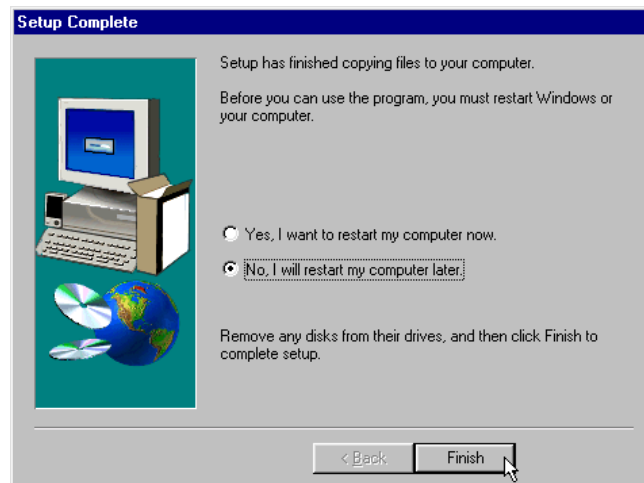 Setup Complete
Setup has finished copying files to your computer.
Before you can use the program, you must restart Windows or
your computer.
Yes, I want to restart my computer now.
No, I will restart my computer later.
Remove any disks from their drives, and then click Finish to
complete setup.
< Back
Finish